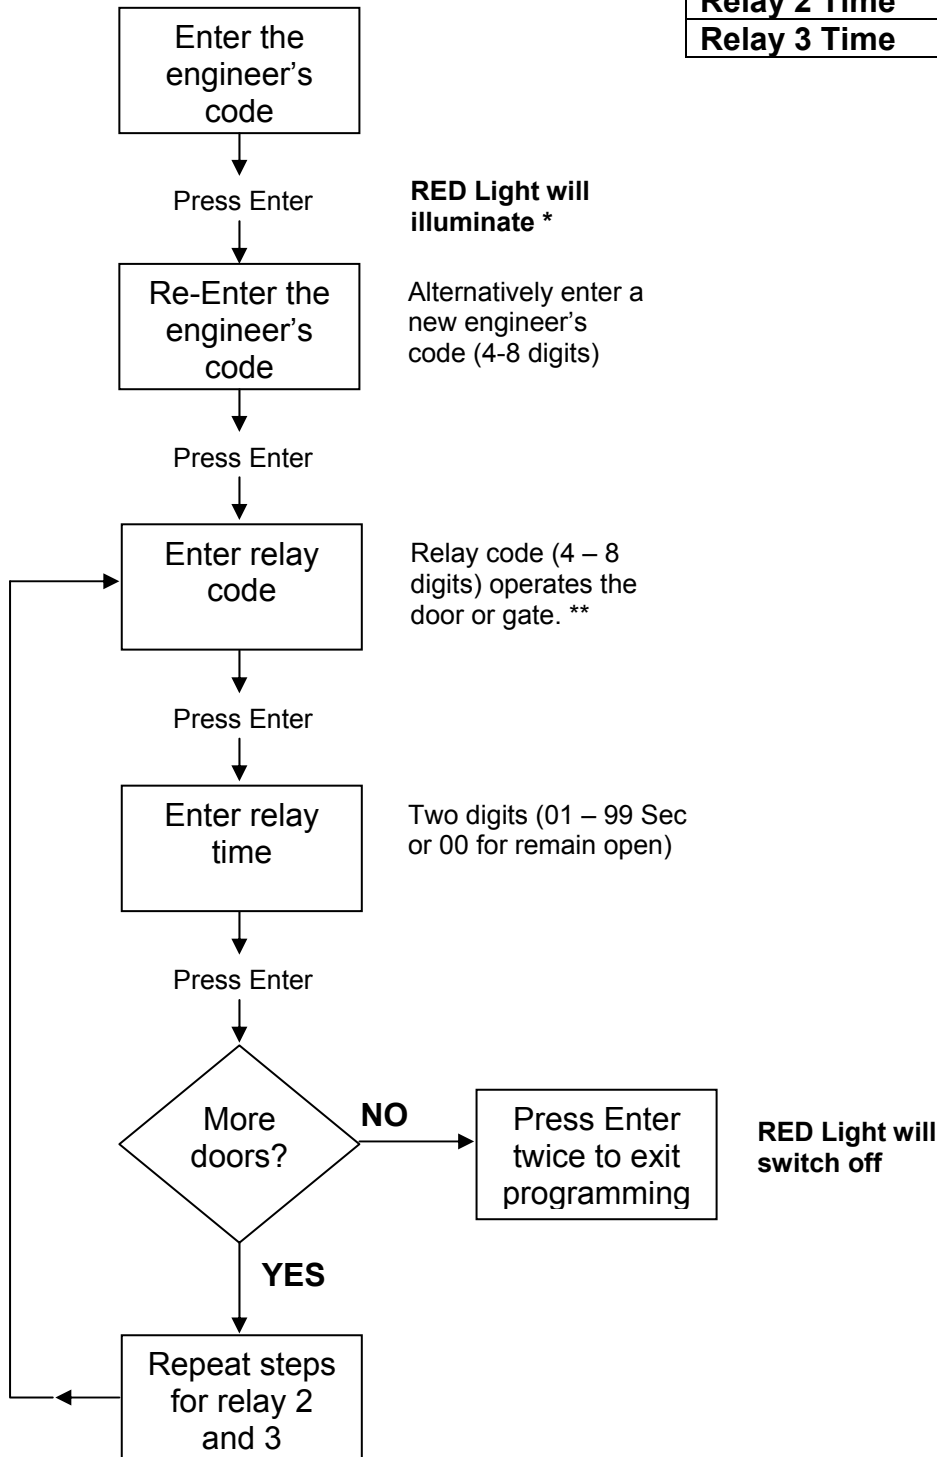 Relay 2 Time
Relay 3 Time
Enter the
engineer’s
code
Press Enter
RED Light will
illuminate *
Re-Enter the
engineer’s
code
Alternatively enter a
new engineer’s
code (4-8 digits)
Press Enter
Enter relay
code
Relay code (4 – 8
digits) operates the
door or gate. **
Press Enter
Enter relay
time
Two digits (01 – 99 Sec
or 00 for remain open)
Press Enter
More
doors?
NO
Press Enter
twice to exit
programming
RED Light will
switch off
YES
Repeat steps
for relay 2
and 3